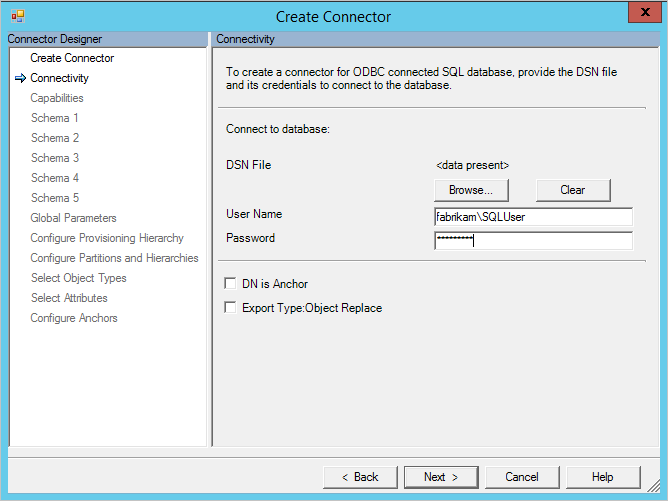 Create Connector
X
Connector Designer
Create Connector
Connectivity
Capabilities
Schema 1
Schema 2
Schema 3
Schema 4
Schema 5
Global Parameters
Configure Provisioning Hierarchy
Configure Partitions and Hierarchies
Select Object Types
Select Attributes
Configure Anchors
Connectivity
To create a connector for ODBC connected SQL database, provide the DSN file
and its credentials to connect to the database.
Connect to database:
DSN File <data present>
Browse... Clear
User Name fabrikam\SQLUser
Password *********
DN is Anchor
Export Type:Object Replace
< Back Next > Cancel Help